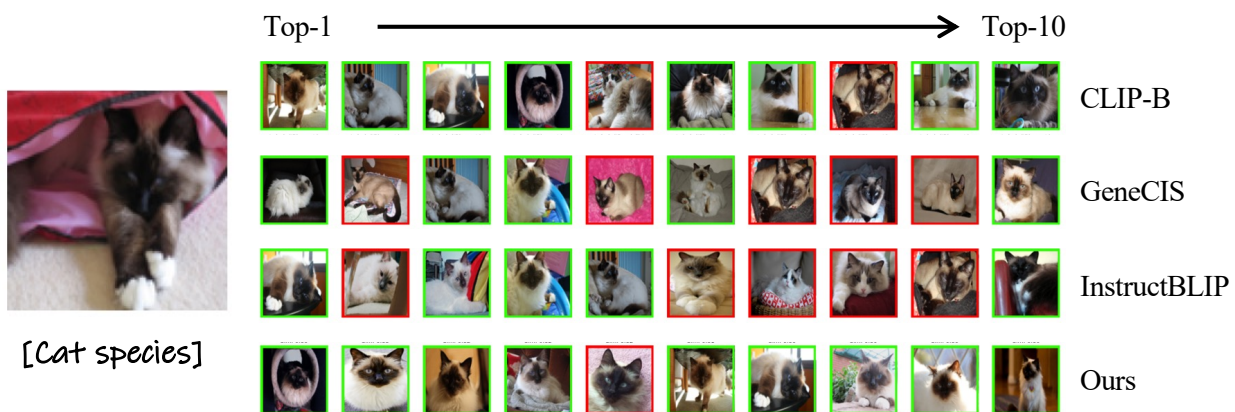 Top-1
Top-10
CLIP-B
GeneCIS
InstructBLIP
[Cat species]
Ours